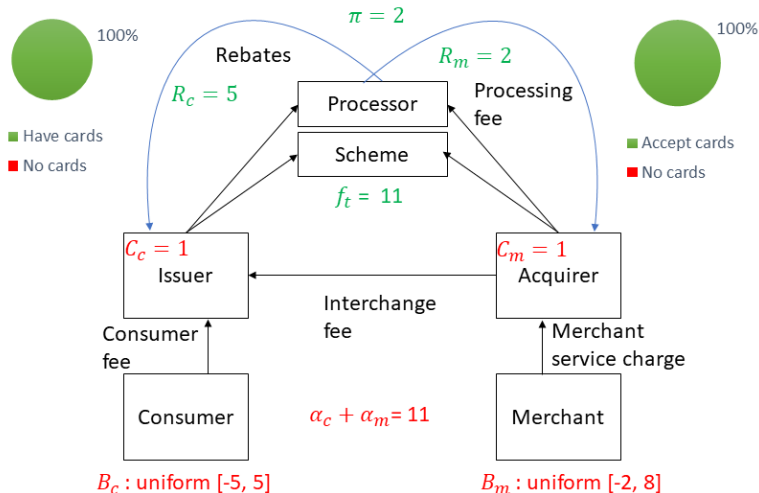 π = 2
100%
100%
Rebates
R_m = 2
R_c = 5
Processor
Processing
fee
Have cards
No cards
Accept cards
No cards
Scheme
f_t = 11
C_c = 1
Issuer
C_m = 1
Acquirer
Interchange
fee
Consumer
fee
Merchant
service charge
Consumer
α_c + α_m= 11
Merchant
B_c : uniform [-5, 5]
B_m : uniform [-2, 8]